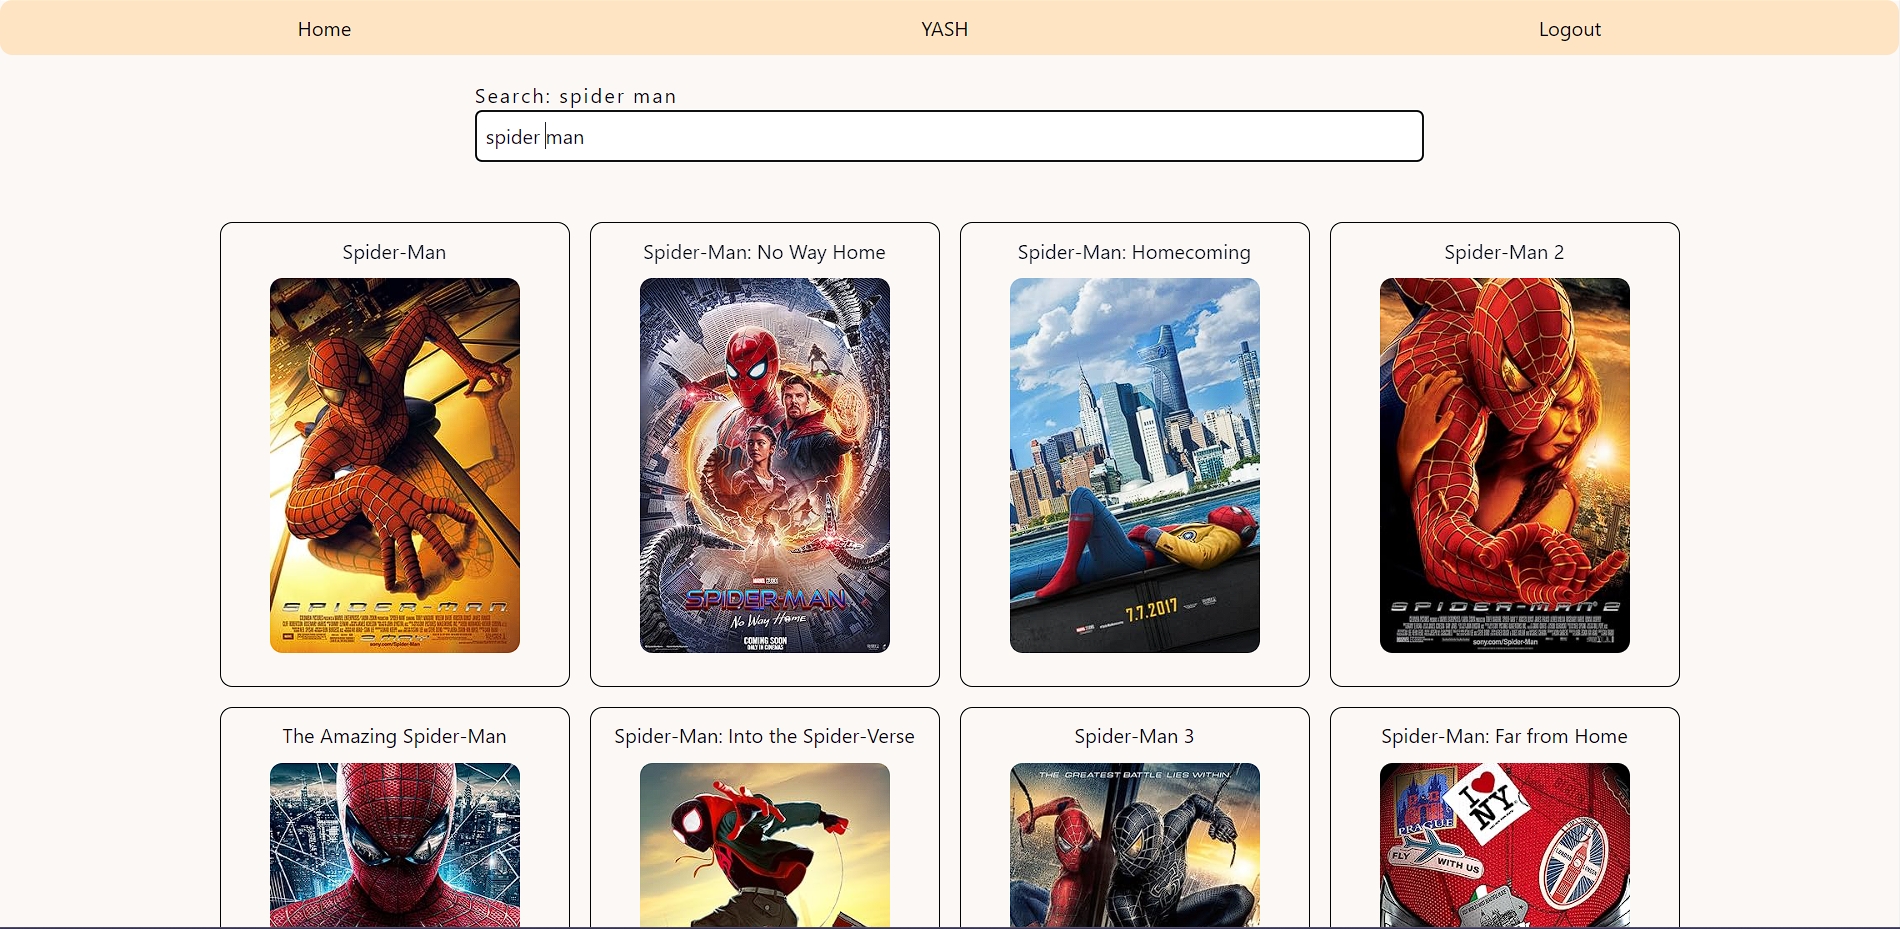 Home YASH Logout
Search: spider man
spider man
Spider-Man
Spider-Man: No Way Home
Spider-Man: Homecoming
Spider-Man 2
SPIDER-MAN
sony.com/Spider-Man
MARVEL STUDIOS
SPIDER-MAN
No Way Home
COMING SOON
ONLY IN CINEMAS
7.7.2017
SPIDER-MAN 2
sony.com/Spider-Man
The Amazing Spider-Man
Spider-Man: Into the Spider-Verse
Spider-Man 3
Spider-Man: Far from Home
THE GREATEST BATTLE LIES WITHIN.
I
NY
PRAGUE
FLY WITH US
LONDON